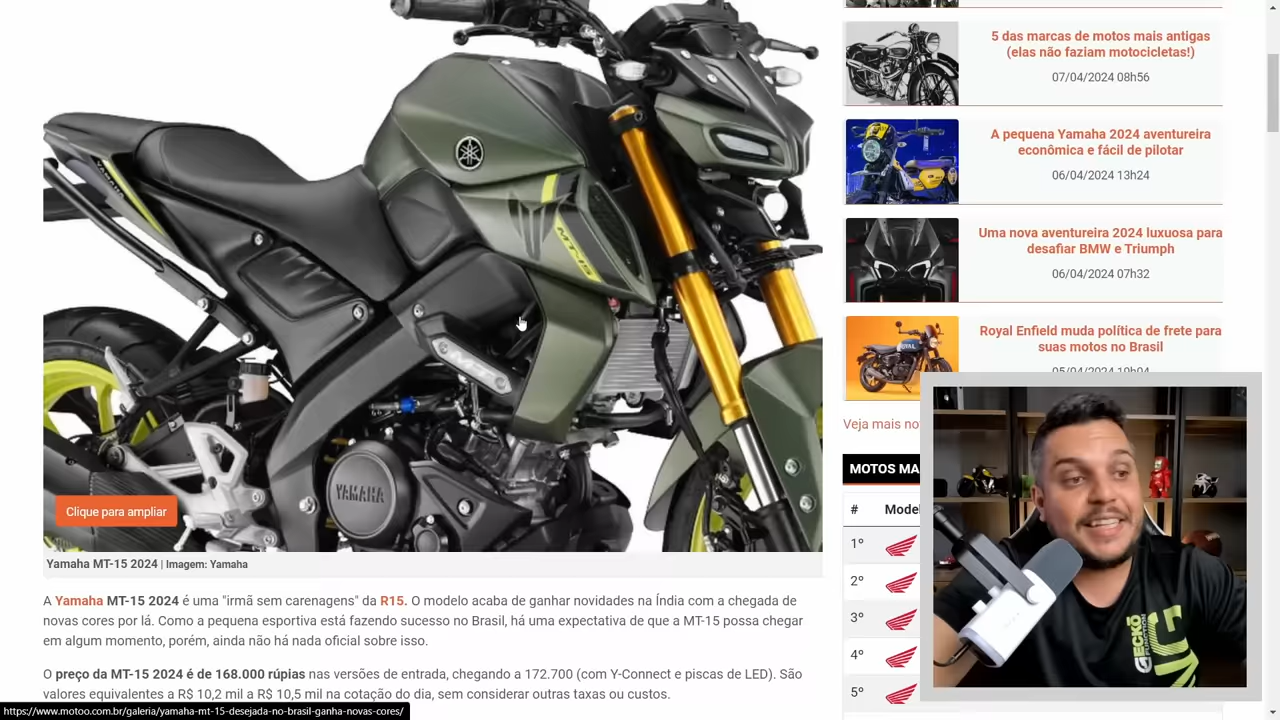 YAMAHA
MT-15
YAMAHA
Clique para ampliar
Yamaha MT-15 2024 | Imagem: Yamaha
A Yamaha MT-15 2024 é uma "irmã sem carenagens" da R15. O modelo acaba de ganhar novidades na Índia com a chegada de
novas cores por lá. Como a pequena esportiva está fazendo sucesso no Brasil, há uma expectativa de que a MT-15 possa chegar
em algum momento, porém, ainda não há nada oficial sobre isso.
O preço da MT-15 2024 é de 168.000 rúpias nas versões de entrada, chegando a 172.700 (com Y-Connect e piscas de LED). São
valores equivalentes a R$ 10,2 mil a R$ 10,5 mil na cotação do dia, sem considerar outras taxas ou custos.
https://www.motoo.com.br/galeria/yamaha-mt-15-desejada-no-brasil-ganha-novas-cores/
5 das marcas de motos mais antigas
(elas não faziam motocicletas!)
07/04/2024 08h56
A pequena Yamaha 2024 aventureira
econômica e fácil de pilotar
06/04/2024 13h24
Uma nova aventureira 2024 luxuosa para
desafiar BMW e Triumph
06/04/2024 07h32
Royal Enfield muda política de frete para
suas motos no Brasil
Veja mais no
MOTOS MA
# Model
1º
2º
3º
4º
5º
GECKO